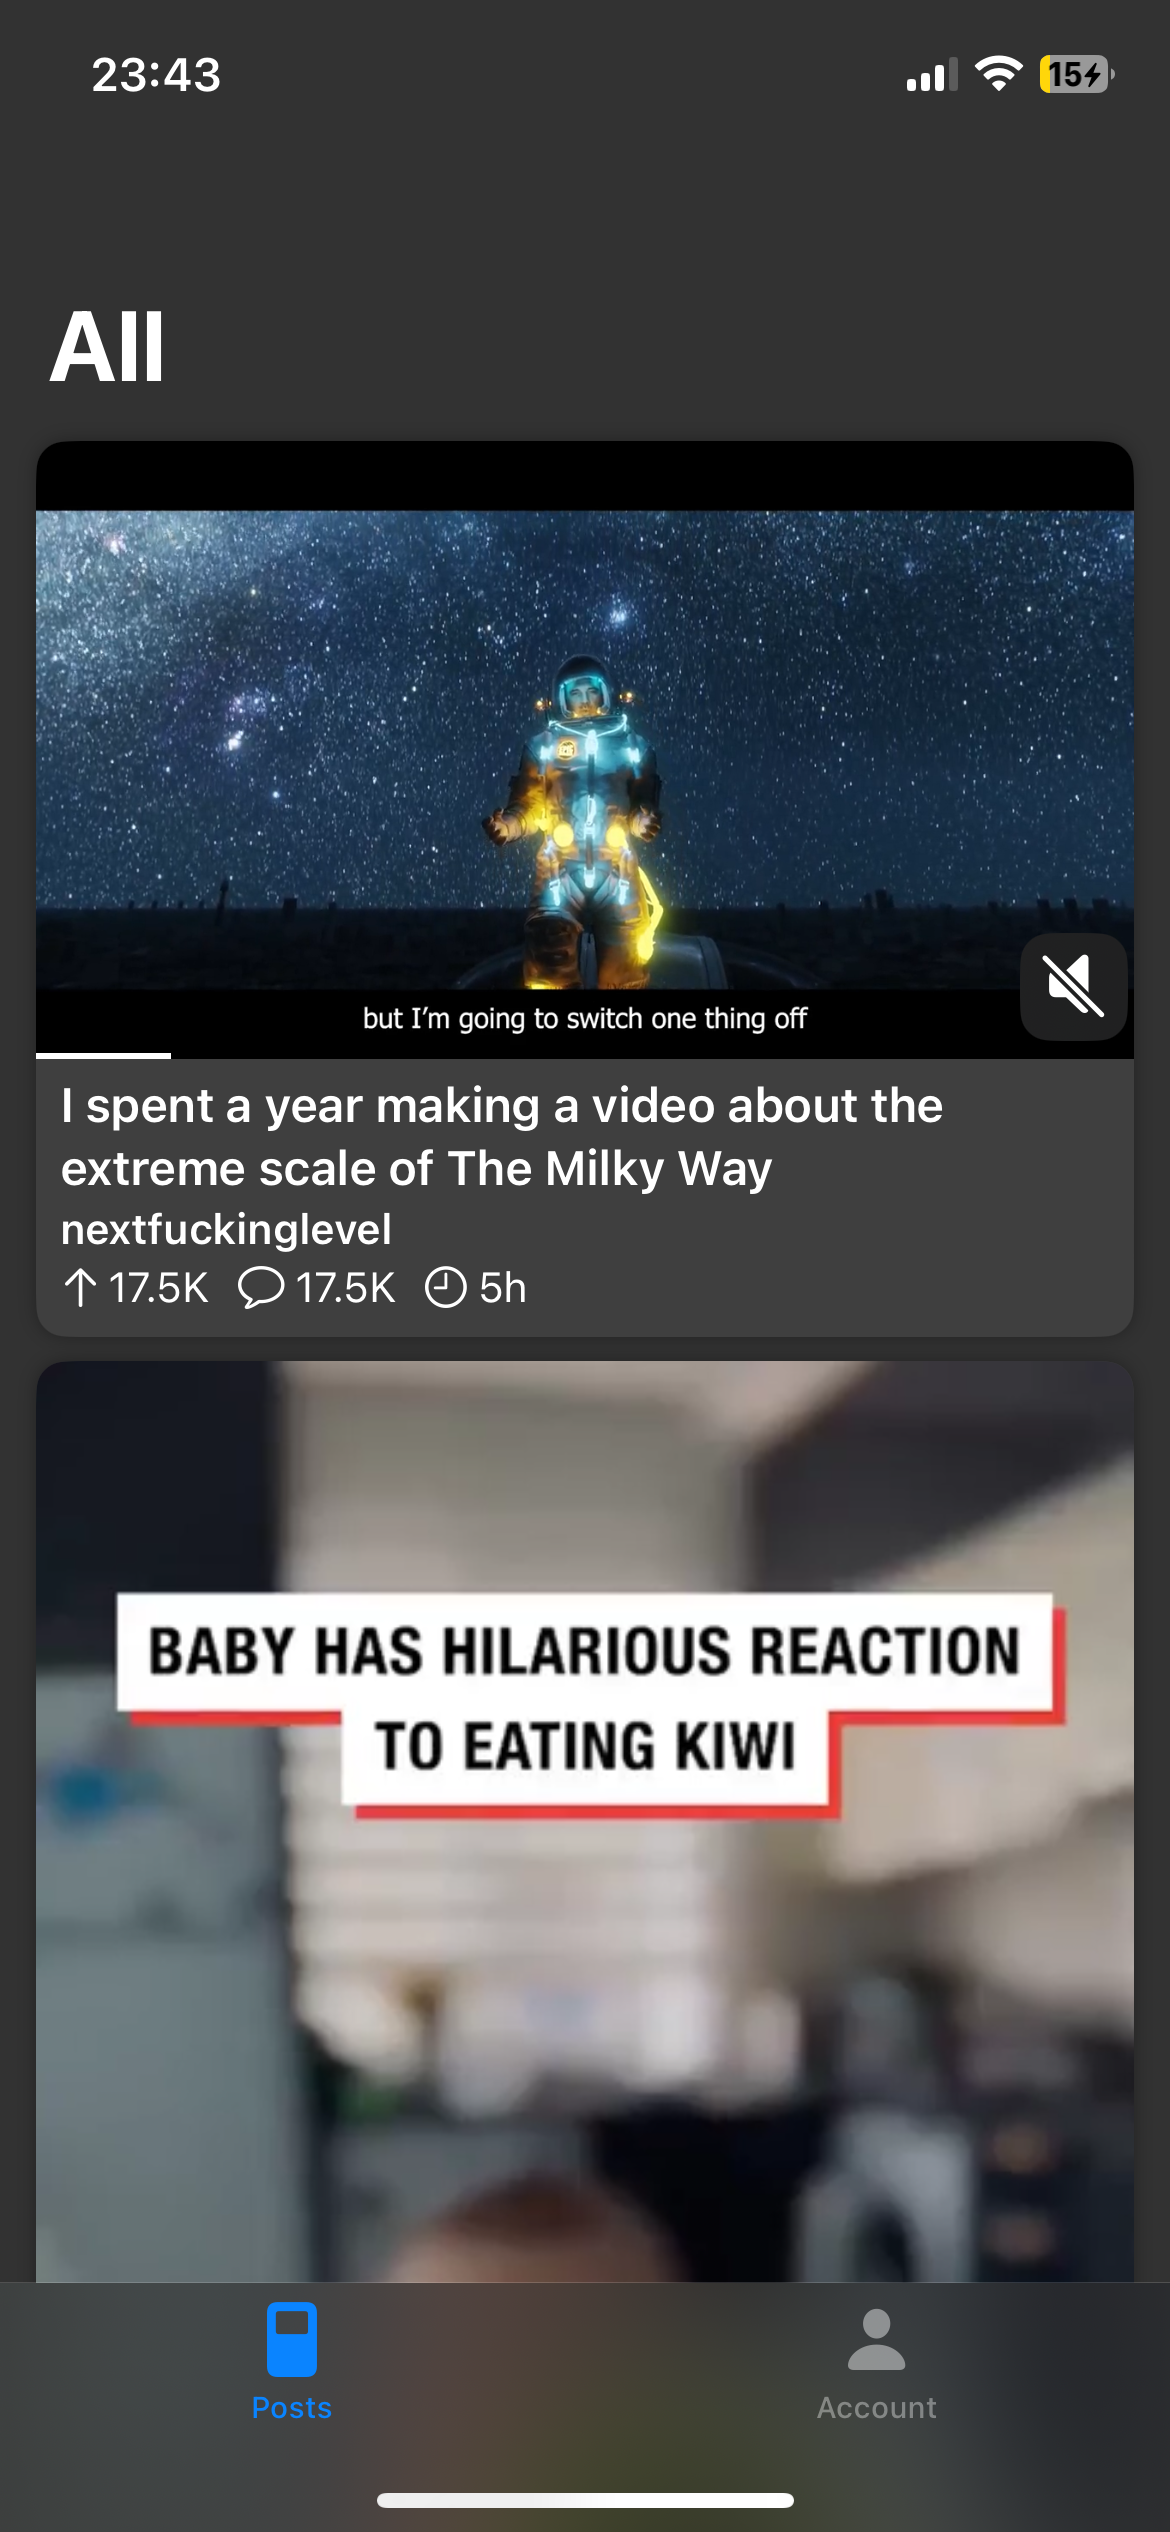 23:43
15
All
but I’m going to switch one thing off
I spent a year making a video about the
extreme scale of The Milky Way
nextfuckinglevel
17.5K 17.5K 5h
BABY HAS HILARIOUS REACTION
TO EATING KIWI
Posts Account